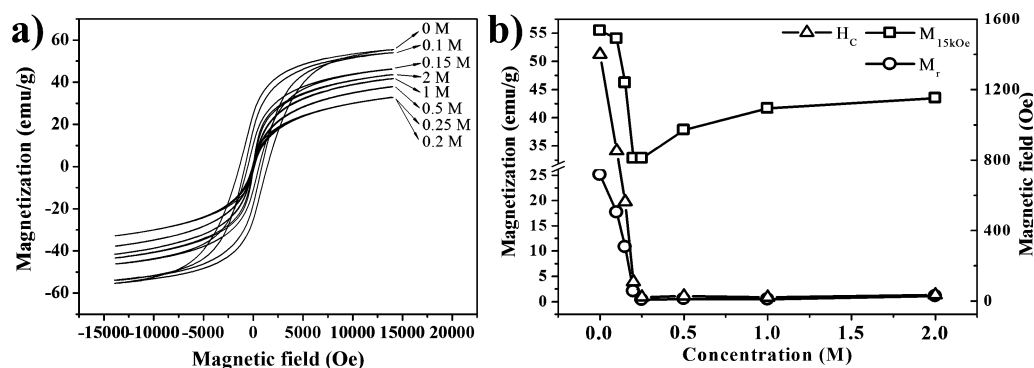 a)
60
40
20
0
-20
-40
-60
Magnetization (emu/g)
0 M
0.1 M
0.15 M
2 M
1 M
0.5 M
0.25 M
0.2 M
-15000 -10000 -5000 0 5000 10000 15000 20000
Magnetic field (Oe)
b)
H_C
M_15kOe
M_r
55
50
45
40
35
25
20
15
10
5
0
Magnetization (emu/g)
1600
1200
800
400
0
Magnetic field (Oe)
0.0 0.5 1.0 1.5 2.0
Concentration (M)